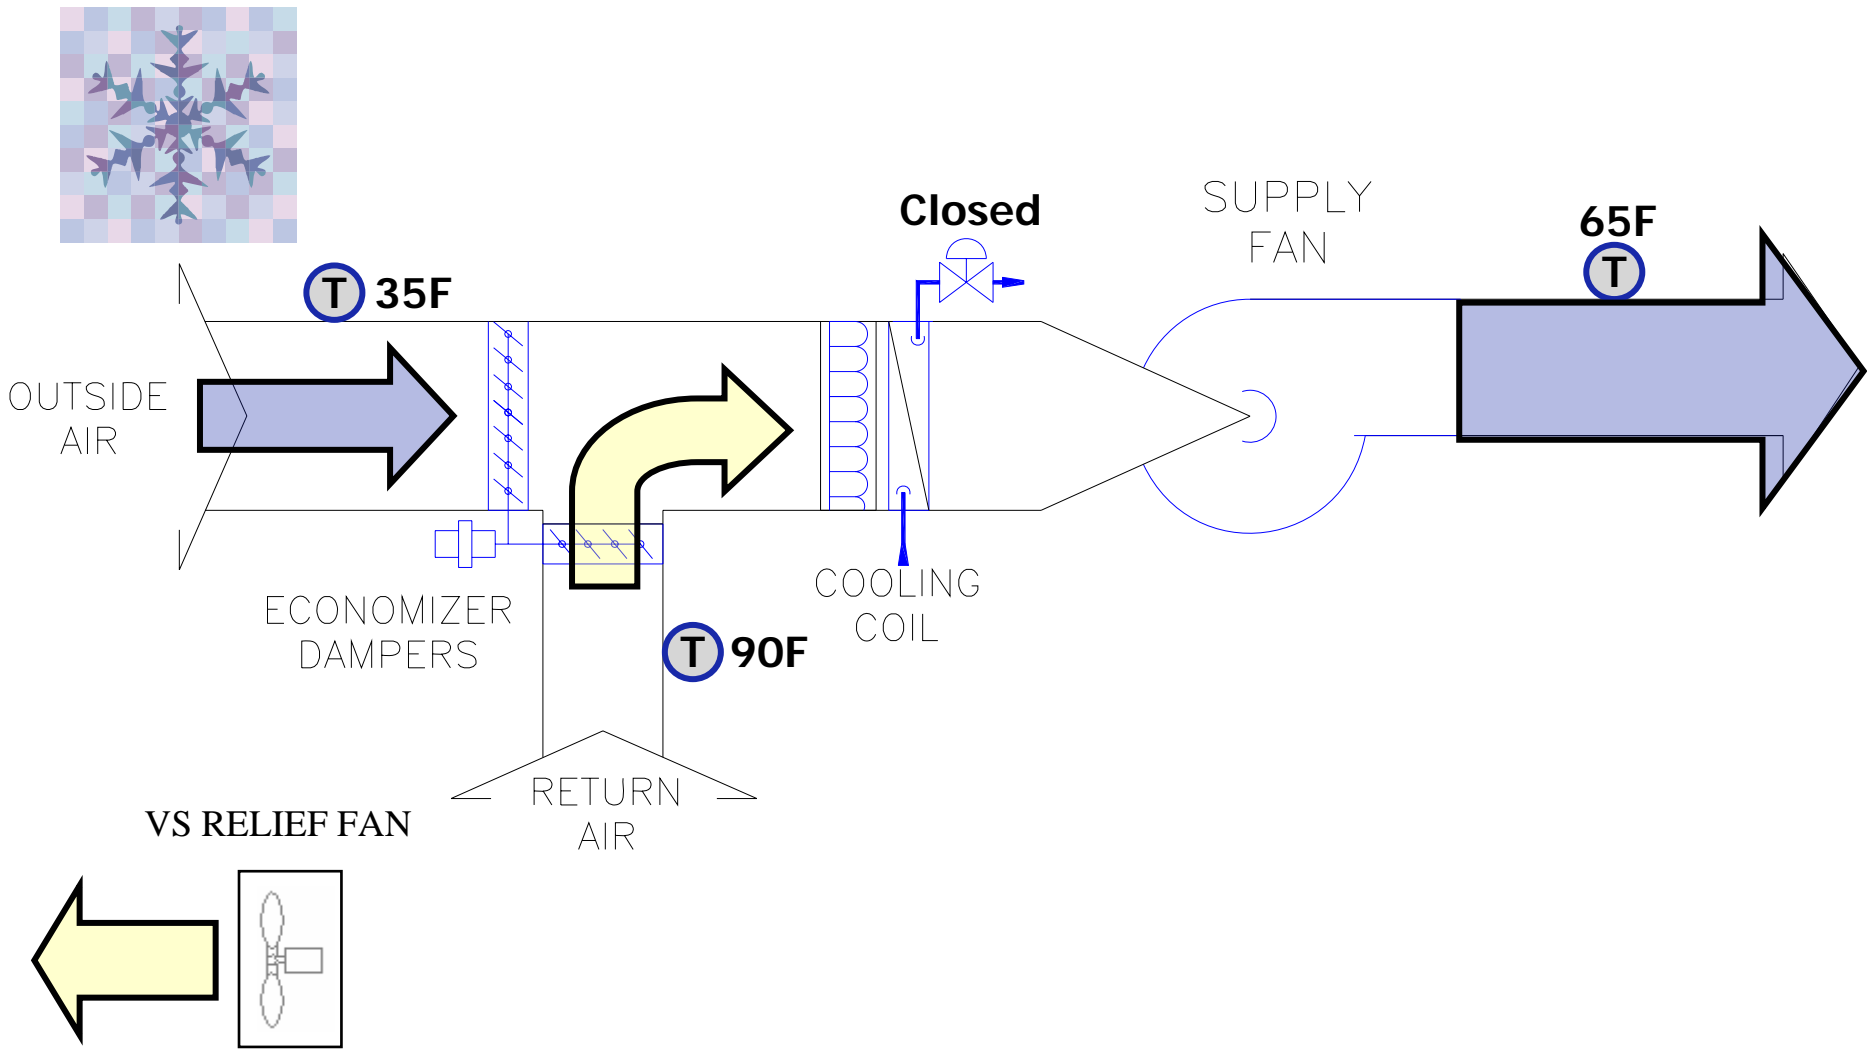 Closed
SUPPLY
FAN
65F
T
T 35F
OUTSIDE
AIR
ECONOMIZER
DAMPERS
COOLING
COIL
T 90F
RETURN
AIR
VS RELIEF FAN